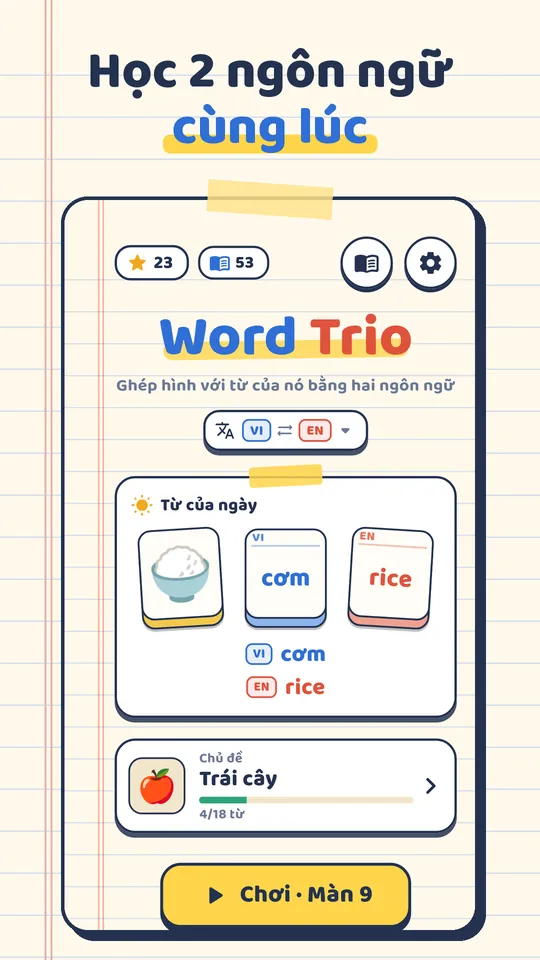 Học 2 ngôn ngữ
cùng lúc
23 53
Word Trio
Ghép hình với từ của nó bằng hai ngôn ngữ
VI EN
Từ của ngày
VI EN
cơm rice
VI cơm
EN rice
Chủ đề
Trái cây
4/18 từ
Chơi · Màn 9